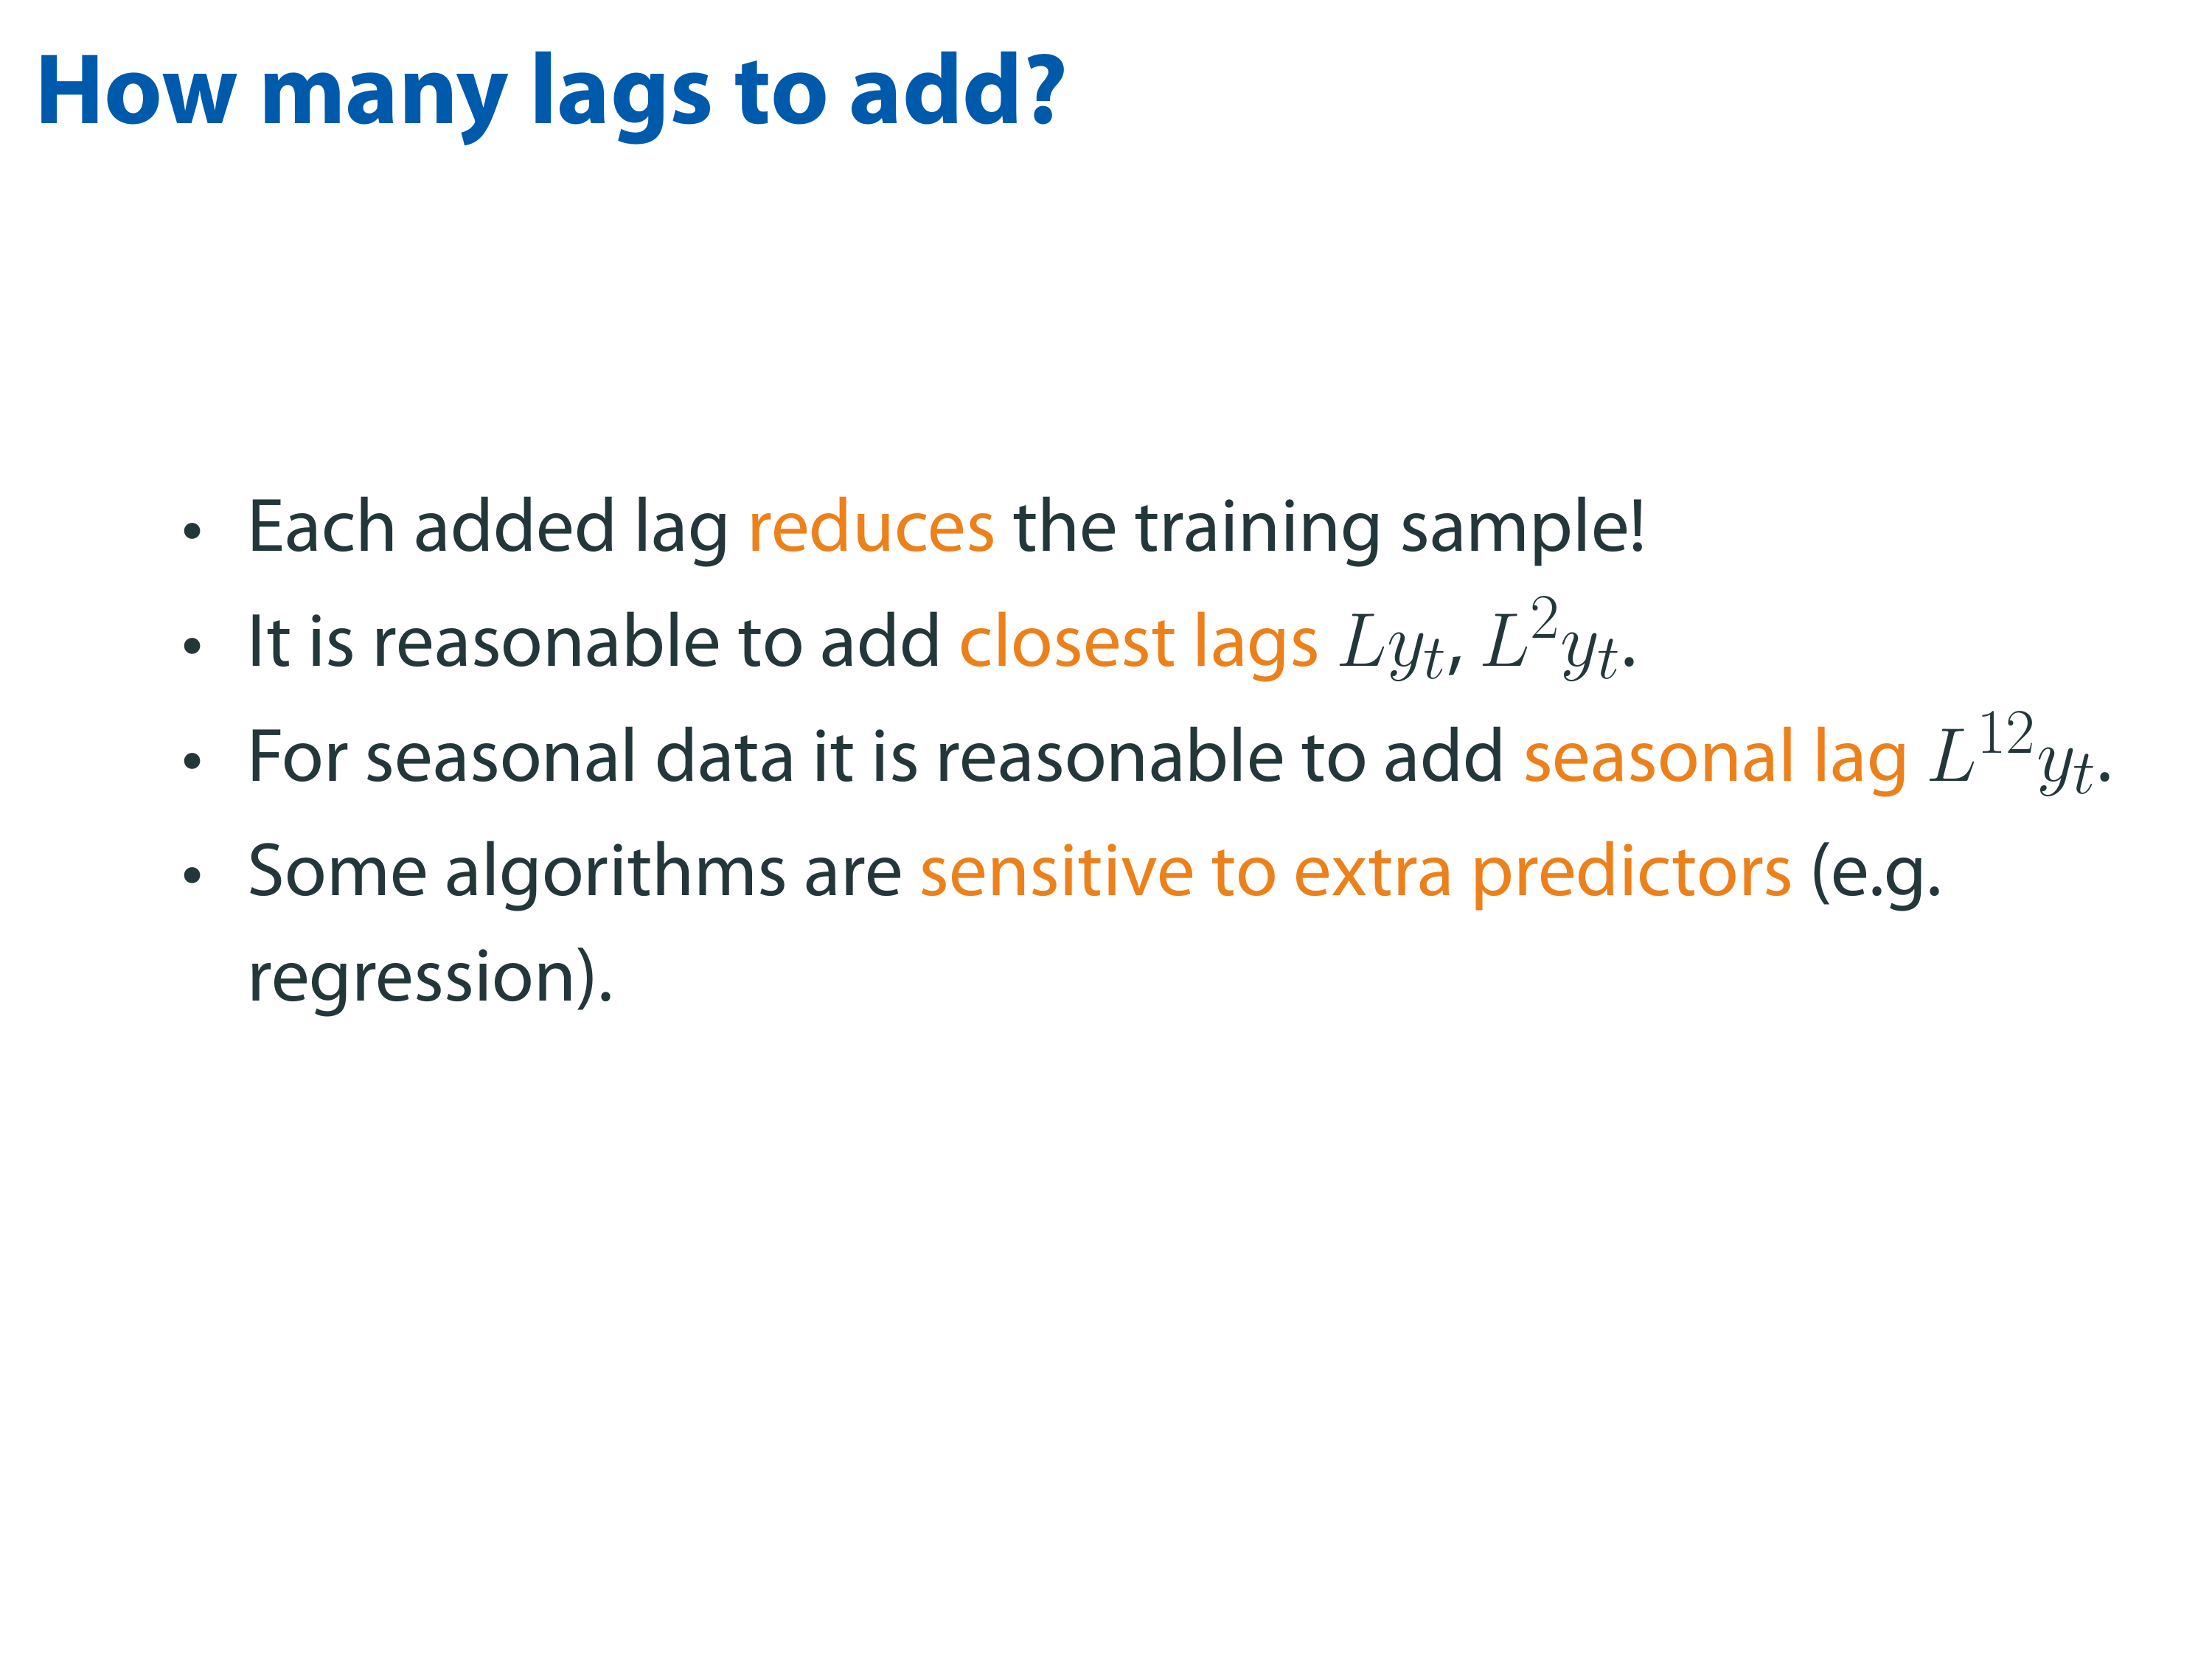 How many lags to add?
• Each added lag reduces the training sample!
• It is reasonable to add closest lags $Ly_t$, $L^2y_t$.
• For seasonal data it is reasonable to add seasonal lag $L^{12}y_t$.
• Some algorithms are sensitive to extra predictors (e.g.
regression).